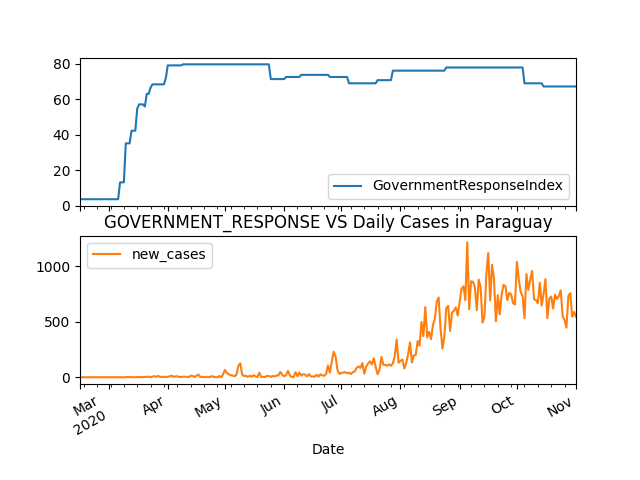 80
60
40
20
0
GovernmentResponseIndex
GOVERNMENT_RESPONSE VS Daily Cases in Paraguay
new_cases
1000
500
0
Mar
2020
Apr
May
Jun
Jul
Aug
Sep
Oct
Nov
Date